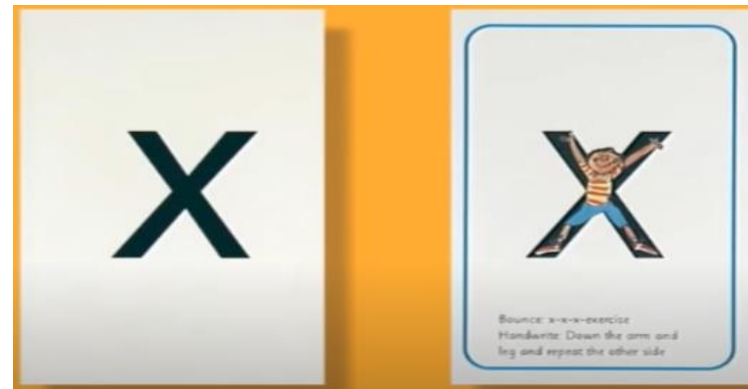 x
x
Bounce: x-x-x-exercise
Handwrite: Down the arm and
leg and repeat the other side